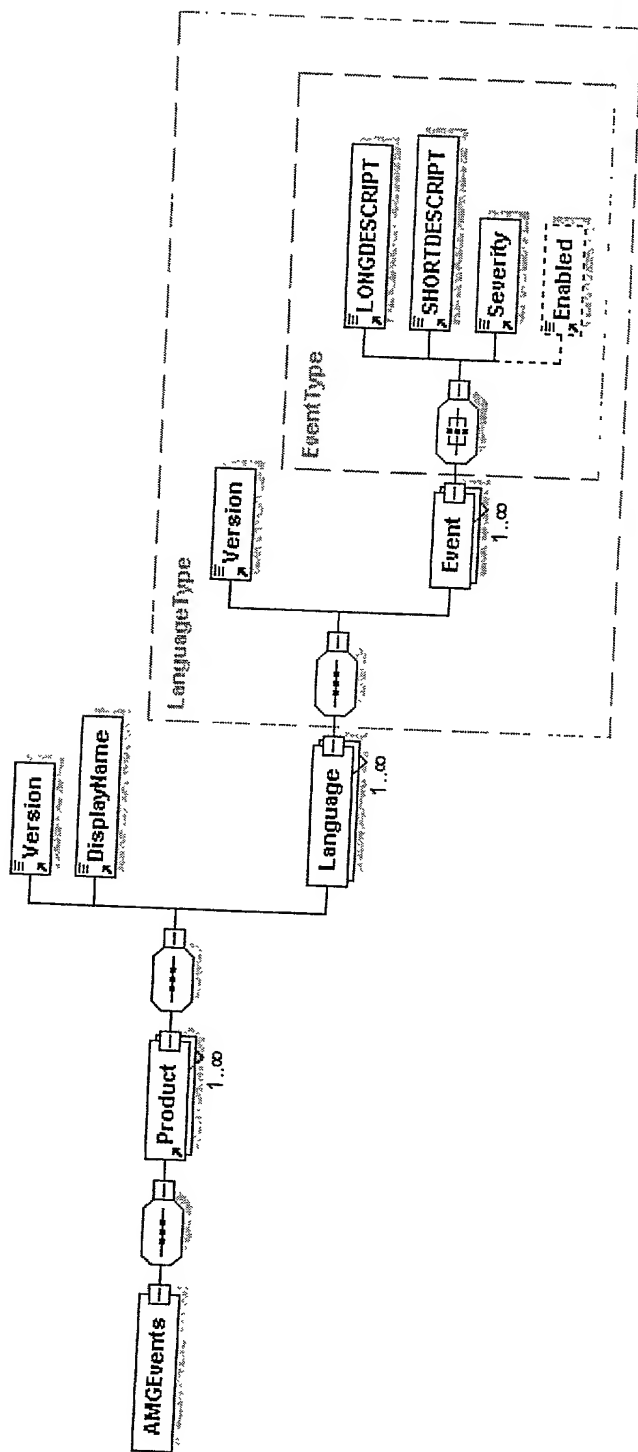 AMGEvents
Product
1..∞
Version
DisplayName
Language
1..∞
LanguageType
Version
Event
1..∞
EventType
LONGDESCRIPT
SHORTDESCRIPT
Severity
Enabled